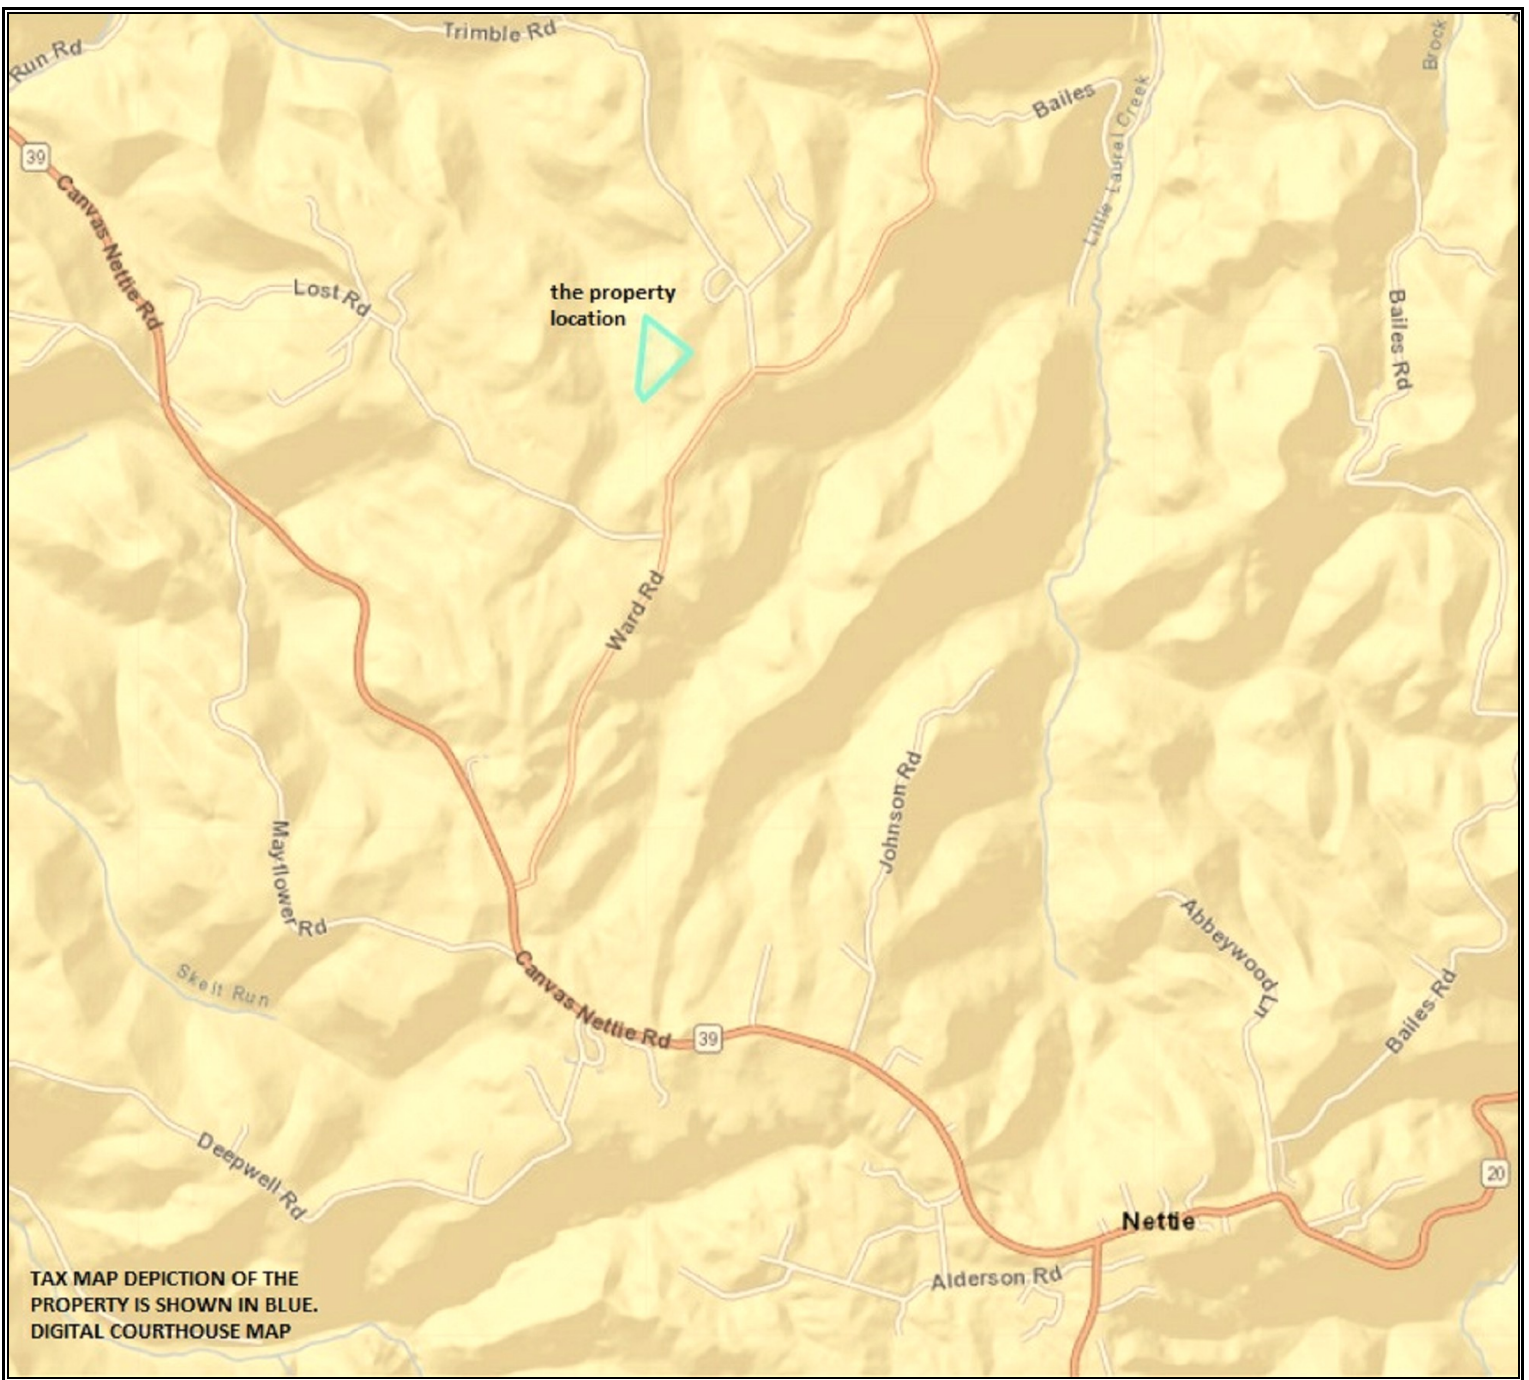 Trimble Rd
Run Rd
Brock
Bailes
Little Laurel Creek
39
Canvas Nettie Rd
Lost Rd
the property
location
Bailes Rd
Ward Rd
Johnson Rd
Mayflower Rd
Abbeywood Ln
Skelt Run
Canvas Nettie Rd
39
Bailes Rd
Deepwell Rd
20
Nettie
Alderson Rd
TAX MAP DEPICTION OF THE
PROPERTY IS SHOWN IN BLUE.
DIGITAL COURTHOUSE MAP